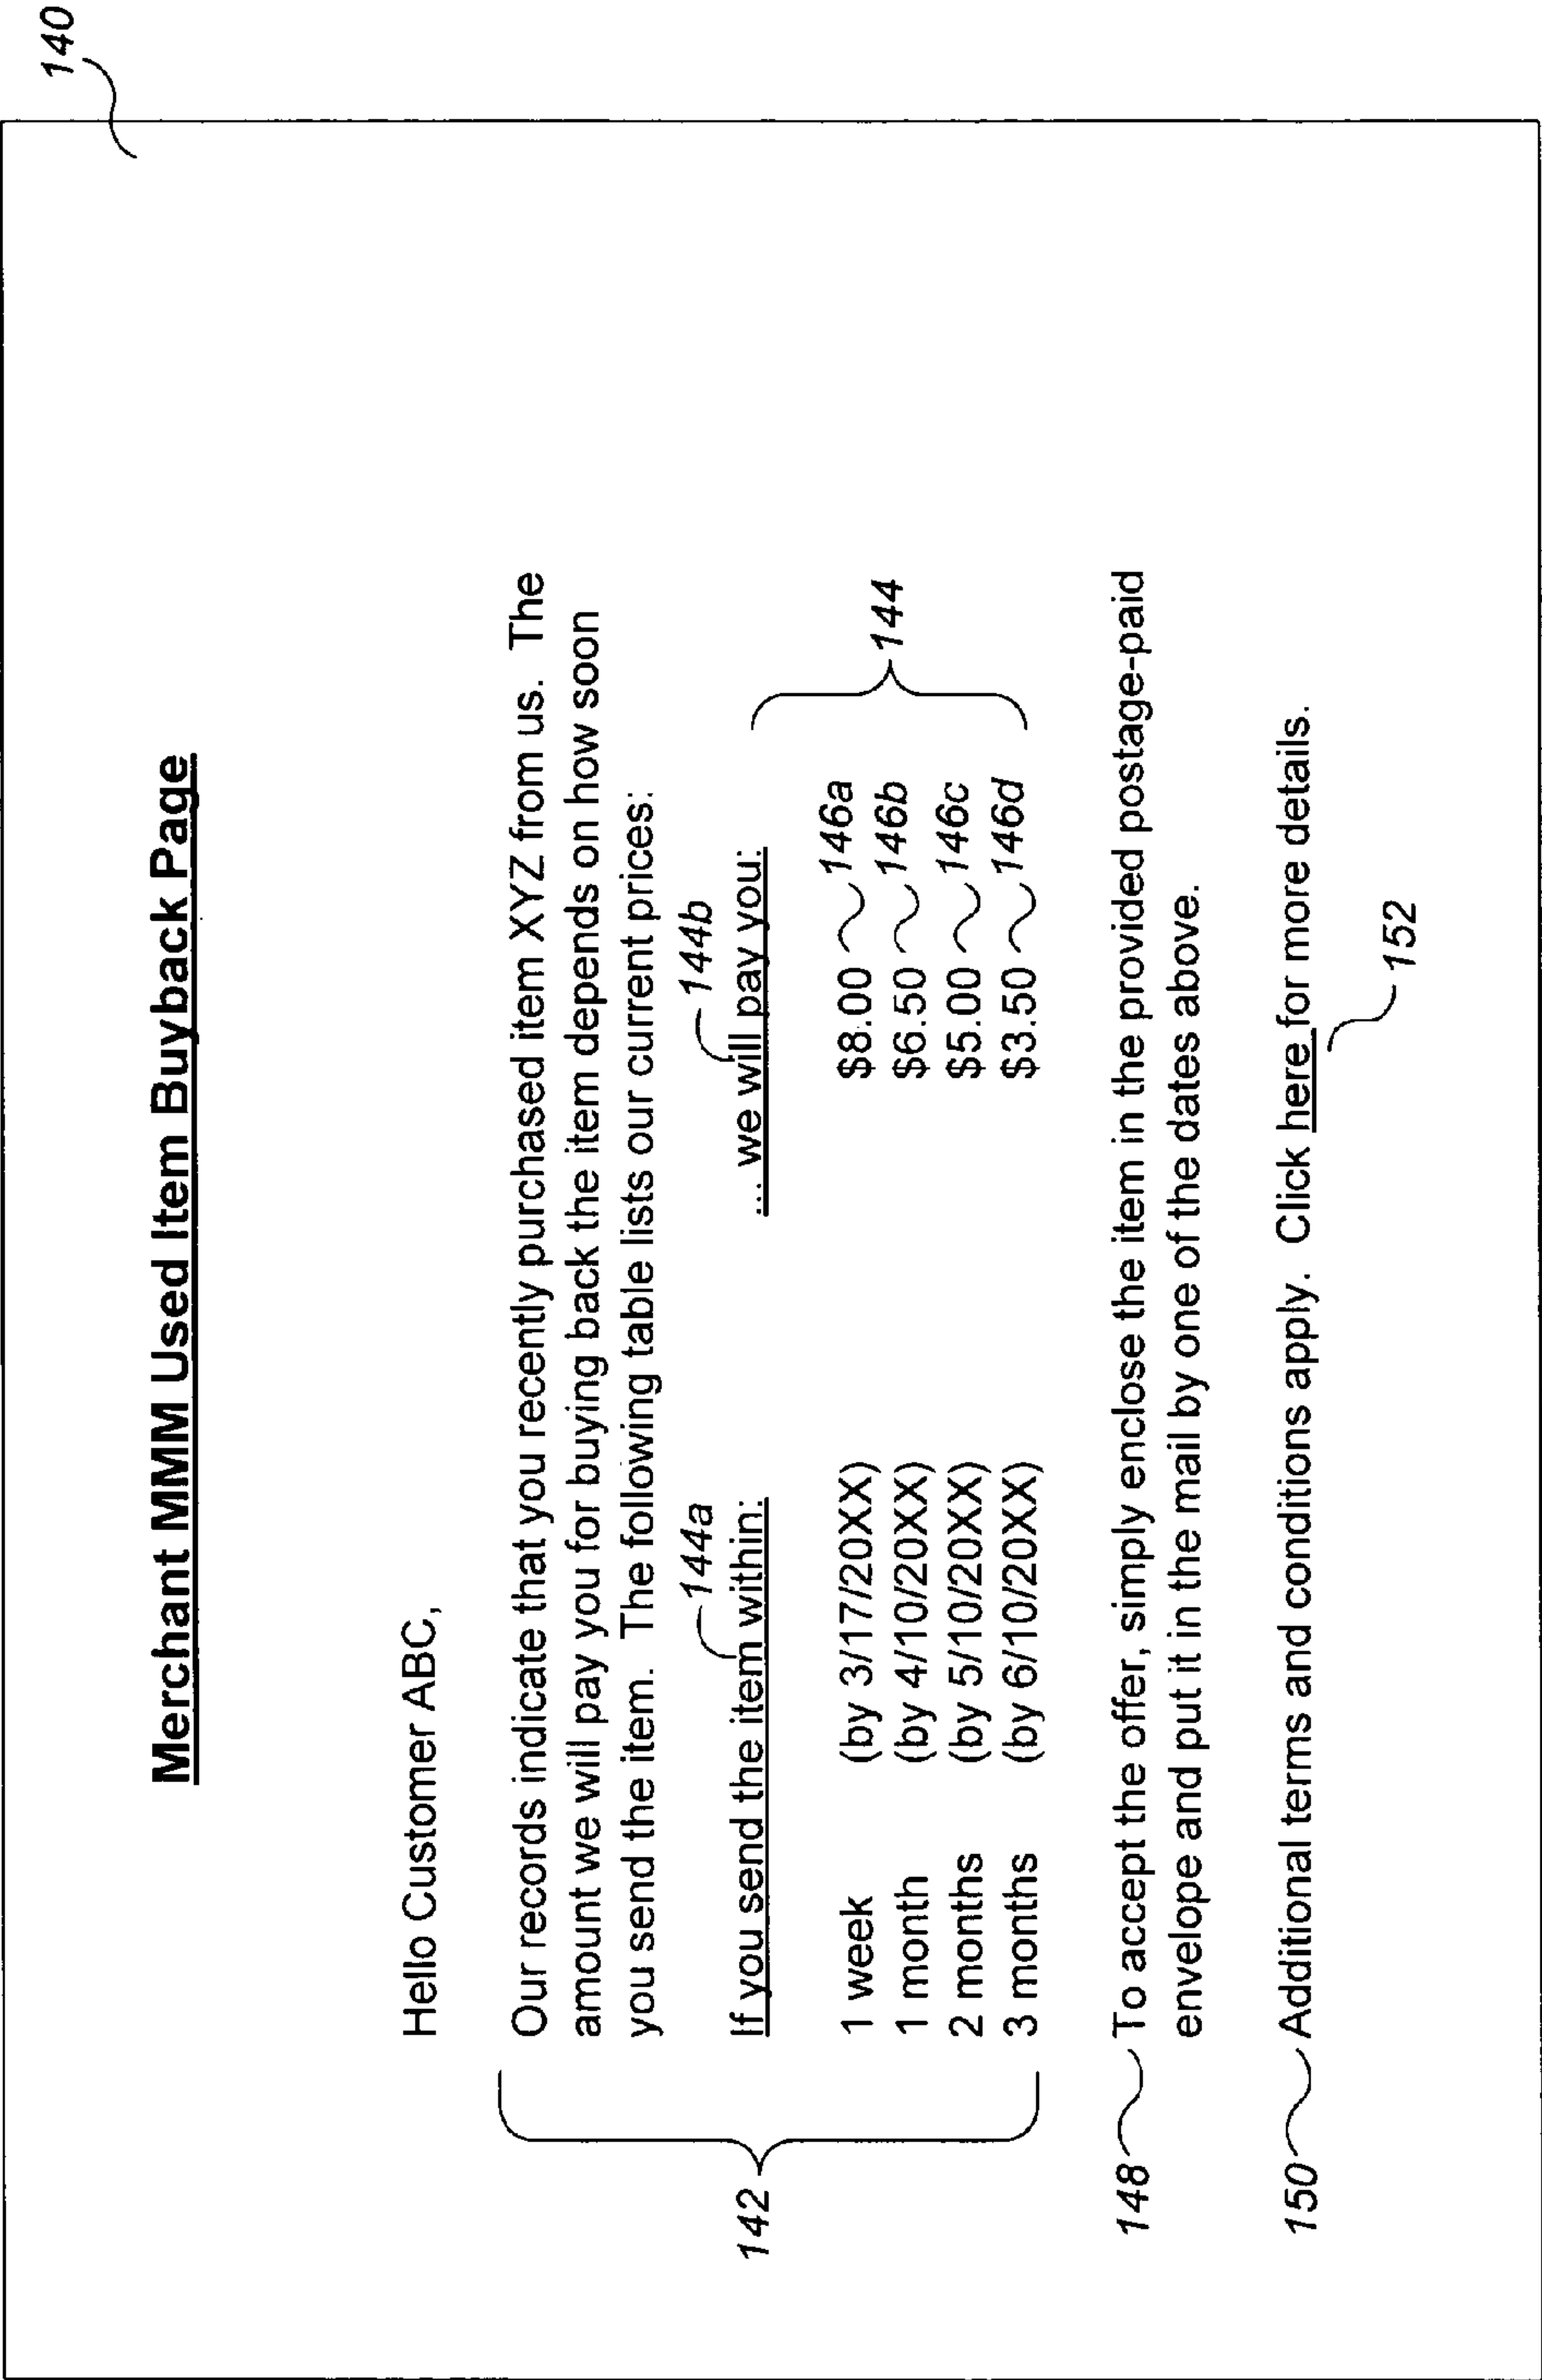 140
Merchant MMM Used Item Buyback Page
Hello Customer ABC,
Our records indicate that you recently purchased item XYZ from us. The
amount we will pay you for buying back the item depends on how soon
you send the item. The following table lists our current prices:
142
144a
144b
If you send the item within: ... we will pay you:
1 week (by 3/17/20XX) $8.00 146a
1 month (by 4/10/20XX) $6.50 146b
2 months (by 5/10/20XX) $5.00 146c
3 months (by 6/10/20XX) $3.50 146d
144
148 To accept the offer, simply enclose the item in the provided postage-paid
envelope and put it in the mail by one of the dates above.
150 Additional terms and conditions apply. Click here for more details.
152